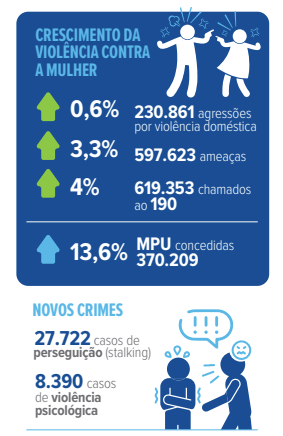 CRESCIMENTO DA
VIOLÊNCIA CONTRA
A MULHER
0,6%
230.861 agressões
por violência doméstica
3,3%
597.623 ameaças
4%
619.353 chamados
ao 190
13,6%
MPU concedidas
370.209
NOVOS CRIMES
27.722 casos de
perseguição (stalking)
8.390 casos
de violência
psicológica
!!!